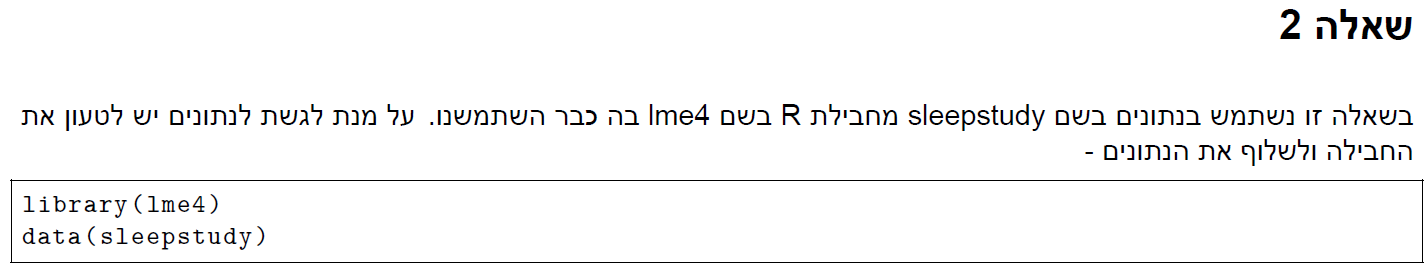 שאלה 2
בשאלה זו נשתמש בנתונים בשם sleepstudy מחבילת R בשם lme4 בה כבר השתמשנו. על מנת לגשת לנתונים יש לטעון את
החבילה ולשלוף את הנתונים -
library(lme4)
data(sleepstudy)